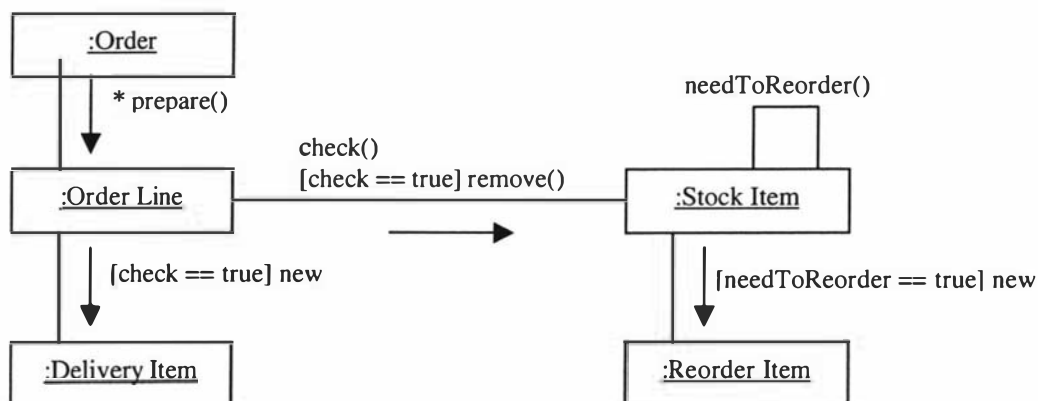 :Order
* prepare()
needToReorder()
check()
[check == true] remove()
:Order Line
:Stock Item
[check == true] new
[needToReorder == true] new
:Delivery Item
:Reorder Item